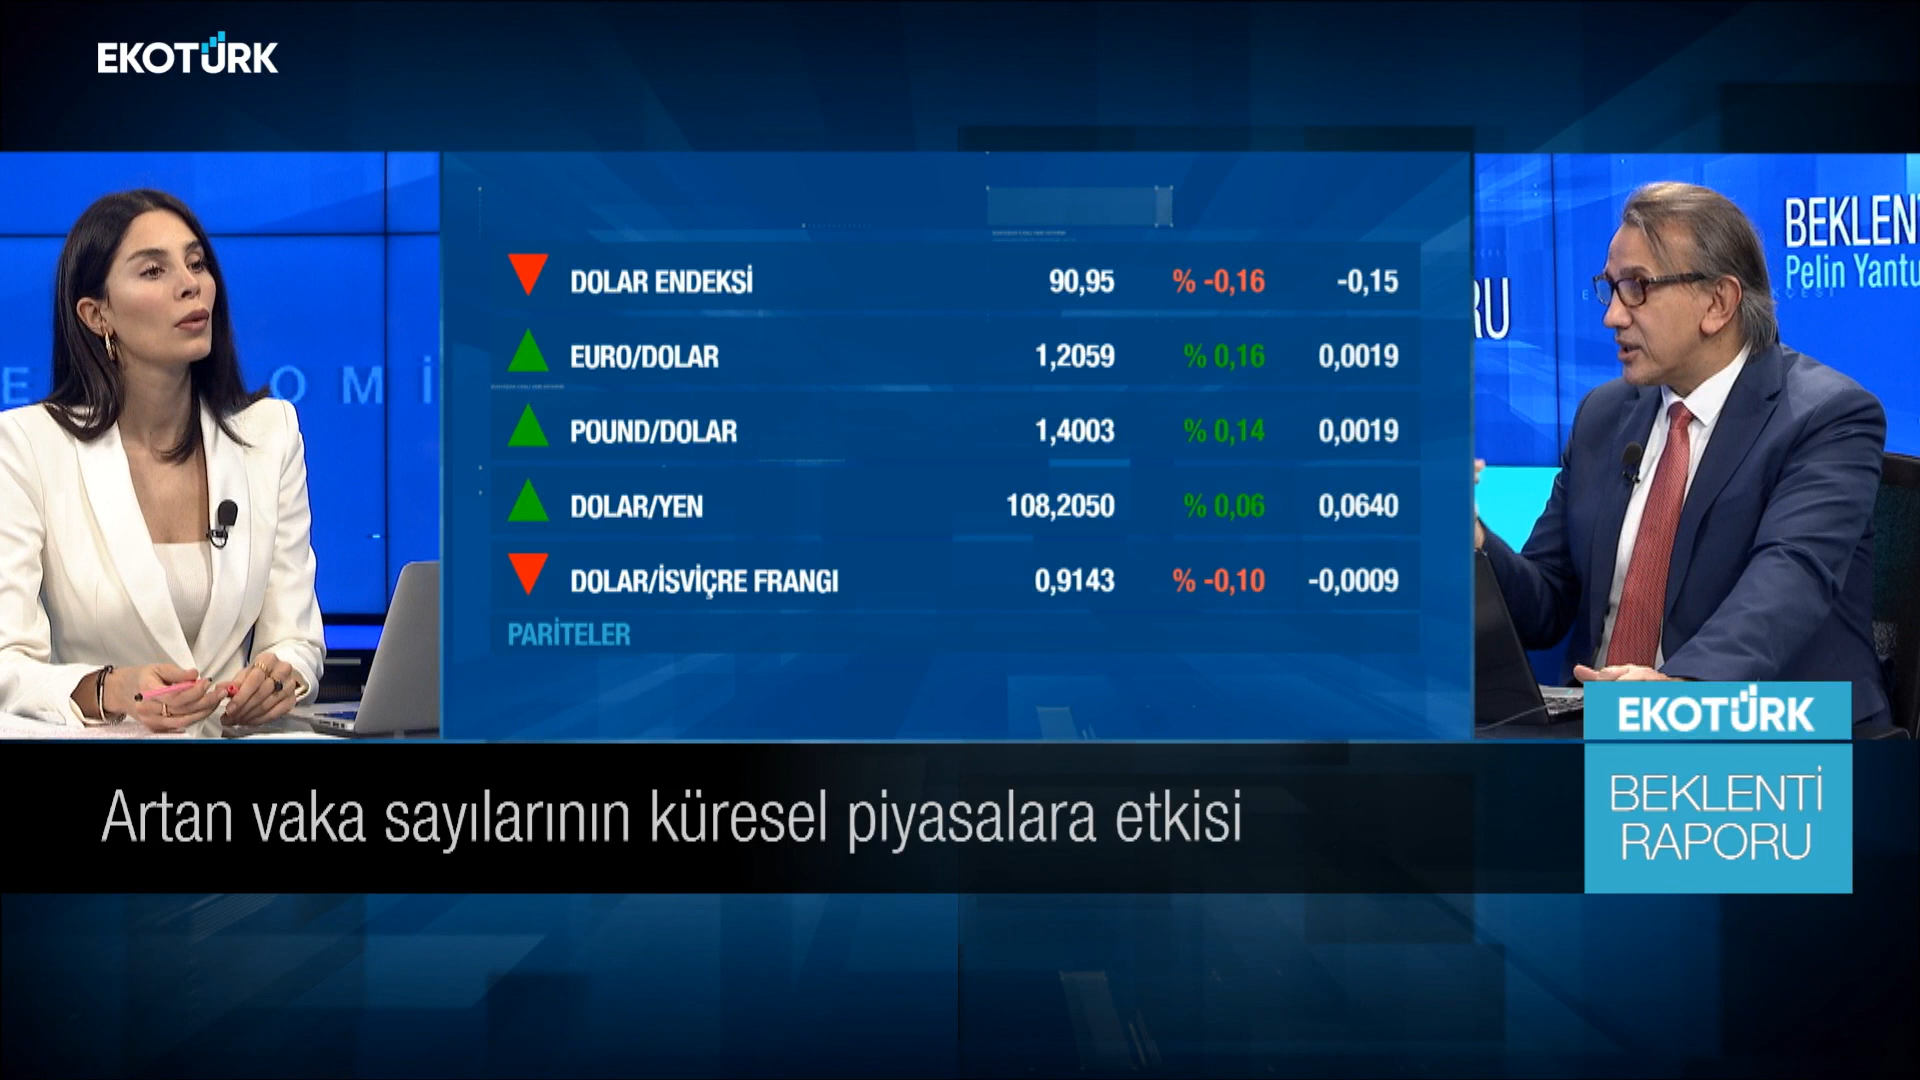 EKOTÜRK
BEKLENT
Pelin Yantu
RU
E O M İ
DOLAR ENDEKSİ 90,95 % -0,16 -0,15
EURO/DOLAR 1,2059 % 0,16 0,0019
POUND/DOLAR 1,4003 % 0,14 0,0019
DOLAR/YEN 108,2050 % 0,06 0,0640
DOLAR/İSVİÇRE FRANGI 0,9143 % -0,10 -0,0009
PARİTELER
EKOTÜRK
Artan vaka sayılarının küresel piyasalara etkisi
BEKLENTİ
RAPORU